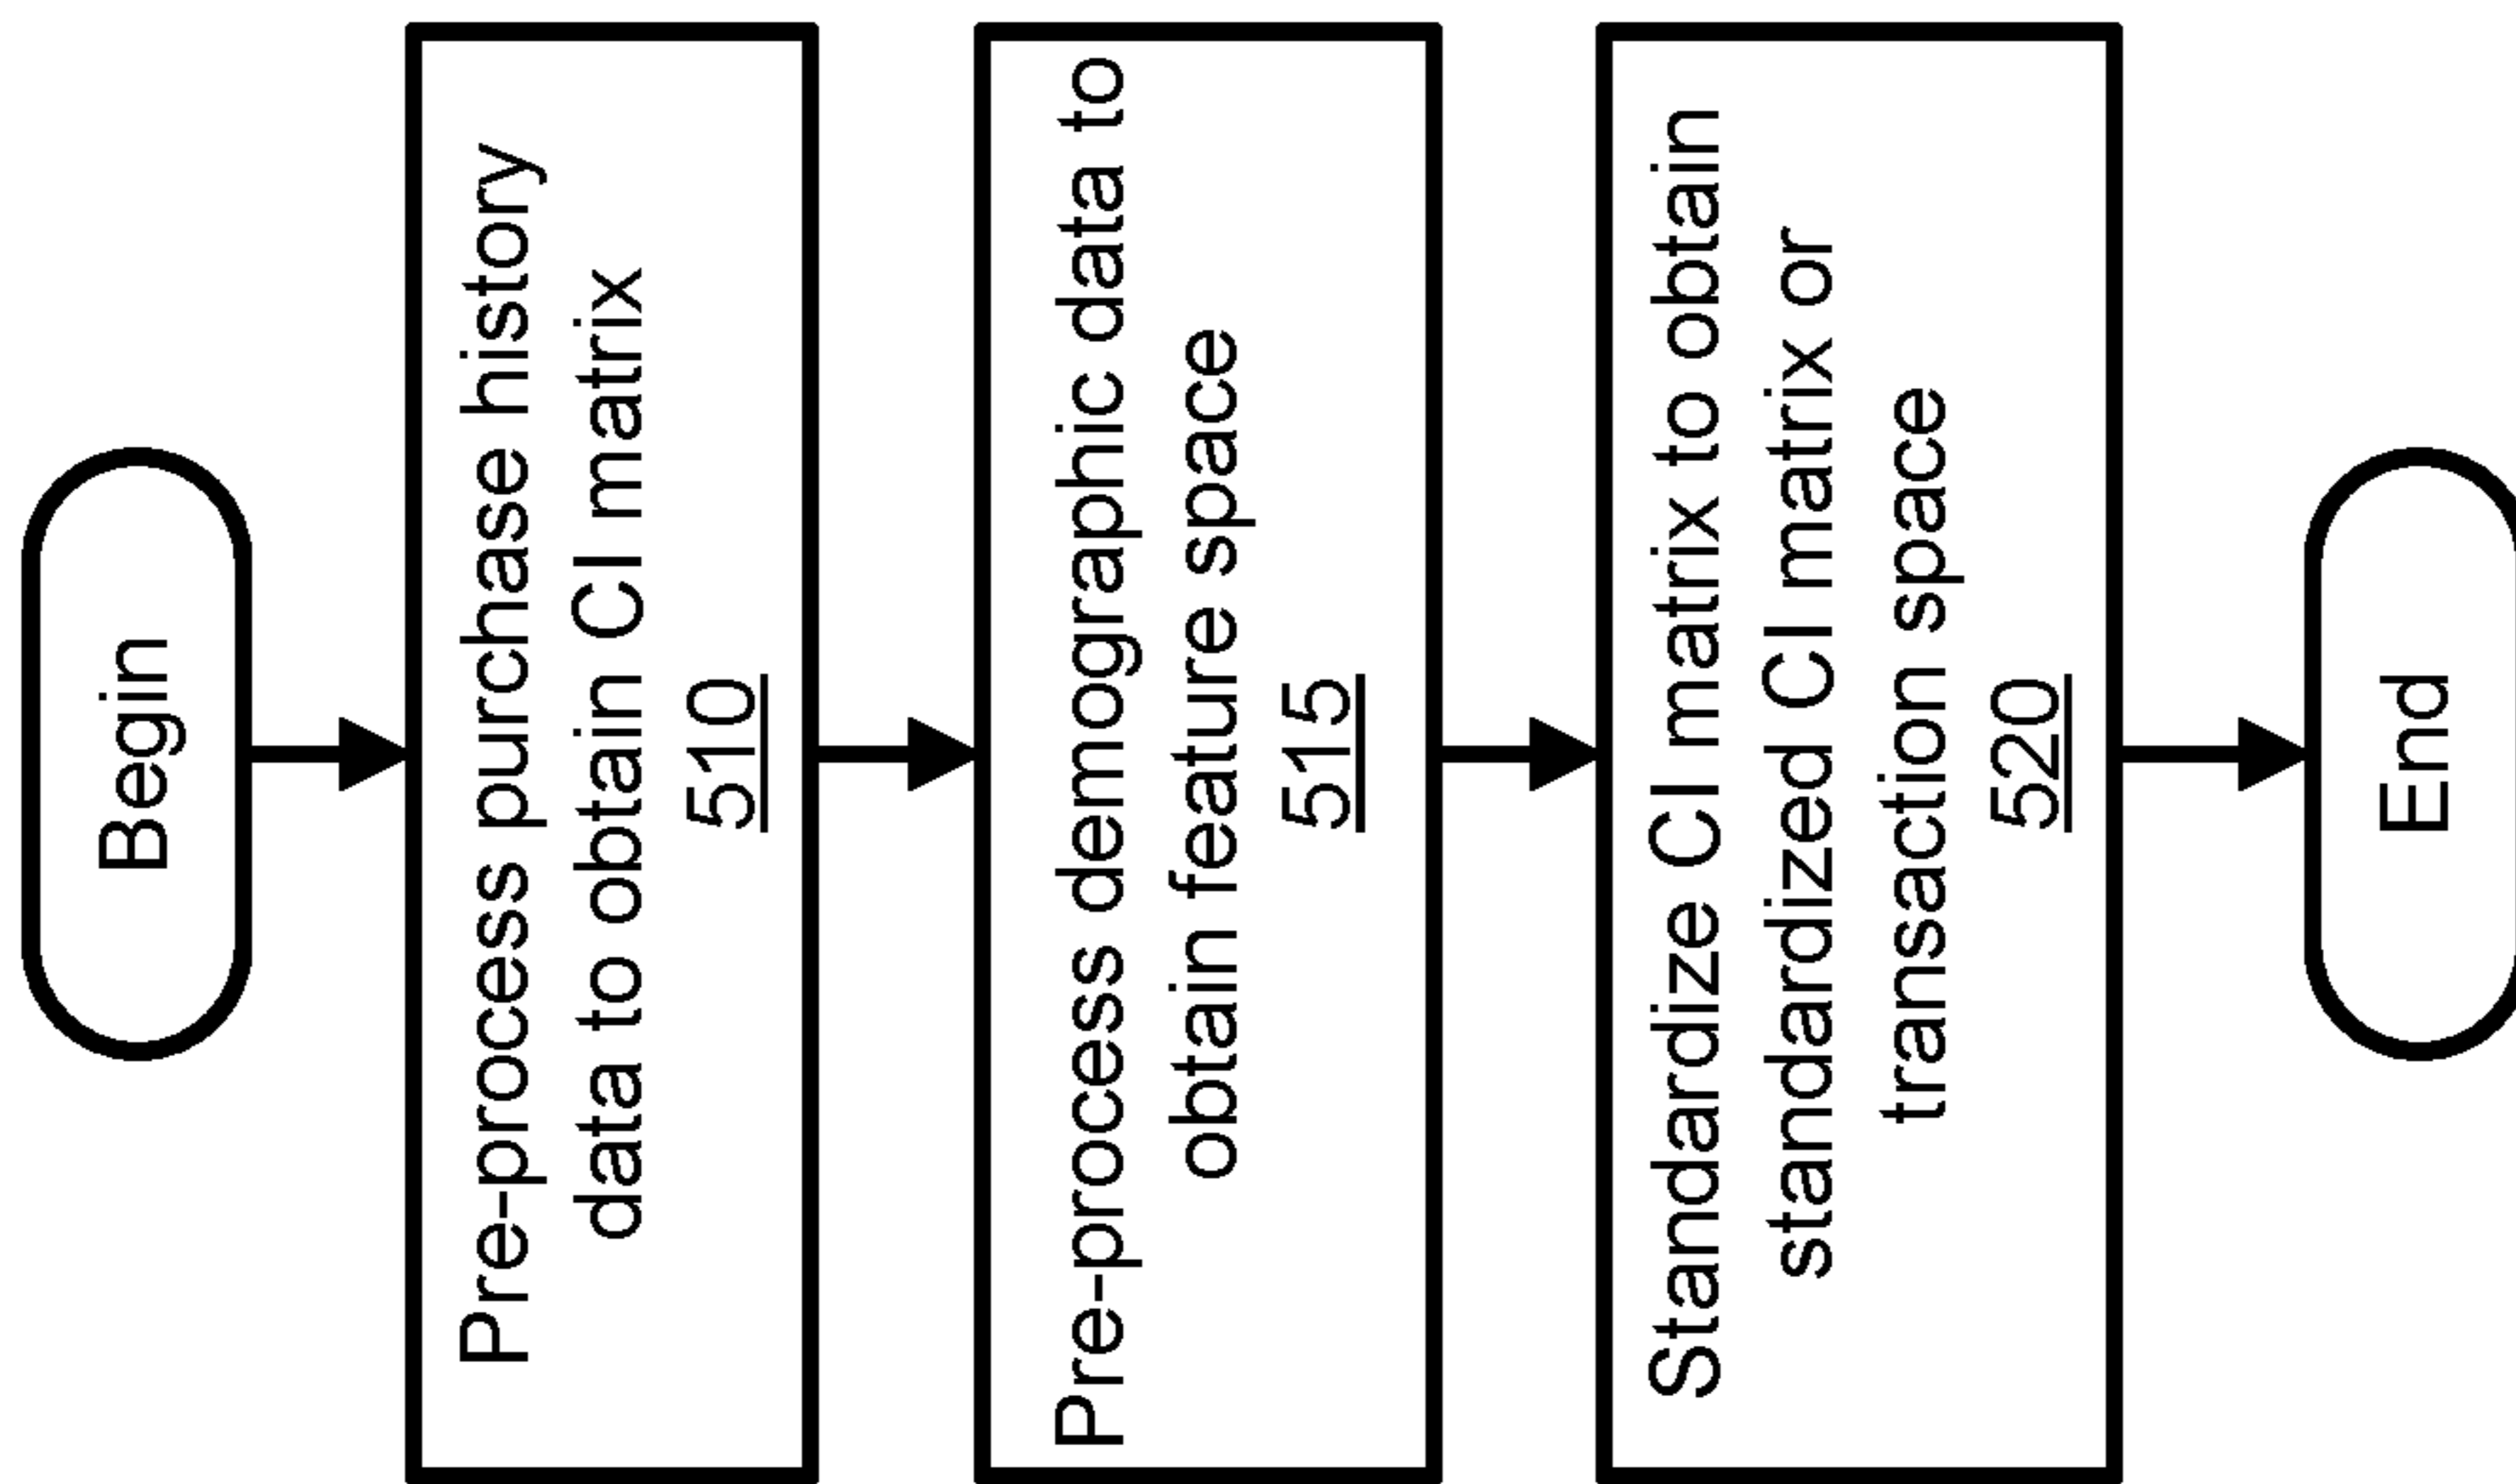 Begin
Pre-process purchase history
data to obtain CI matrix
510
Pre-process demographic data to
obtain feature space
515
Standardize CI matrix to obtain
standardized CI matrix or
transaction space
520
End